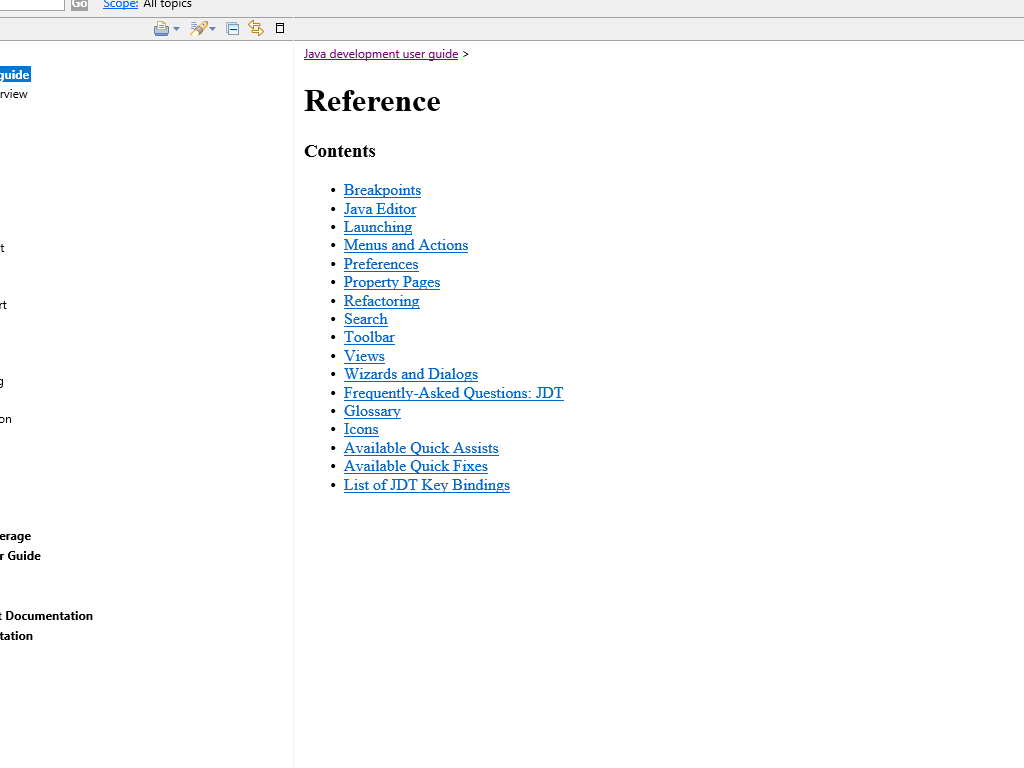 Go Scope: All topics
Java development user guide >
guide
rview
Reference
Contents
• Breakpoints
• Java Editor
• Launching
• Menus and Actions
t
• Preferences
• Property Pages
• Refactoring
rt
• Search
• Toolbar
• Views
• Wizards and Dialogs
g
• Frequently-Asked Questions: JDT
• Glossary
on
• Icons
• Available Quick Assists
• Available Quick Fixes
• List of JDT Key Bindings
erage
r Guide
t Documentation
tation